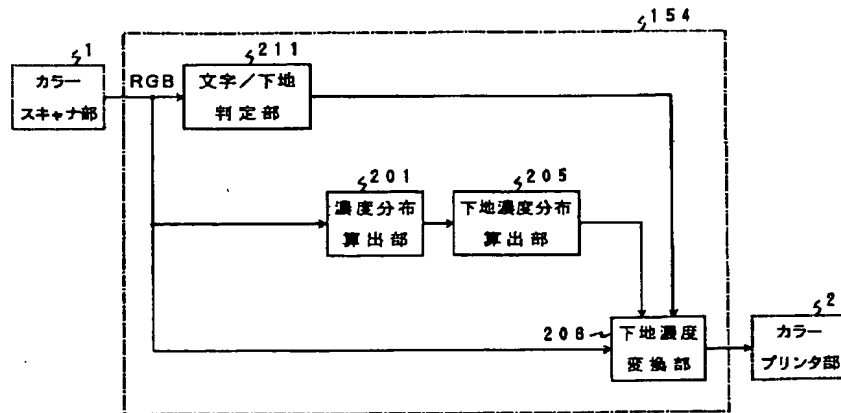 154
1
カラー
スキャナ部
RGB
211
文字／下地
判定部
201
濃度分布
算出部
205
下地濃度分布
算出部
206
下地濃度
変換部
2
カラー
プリンタ部